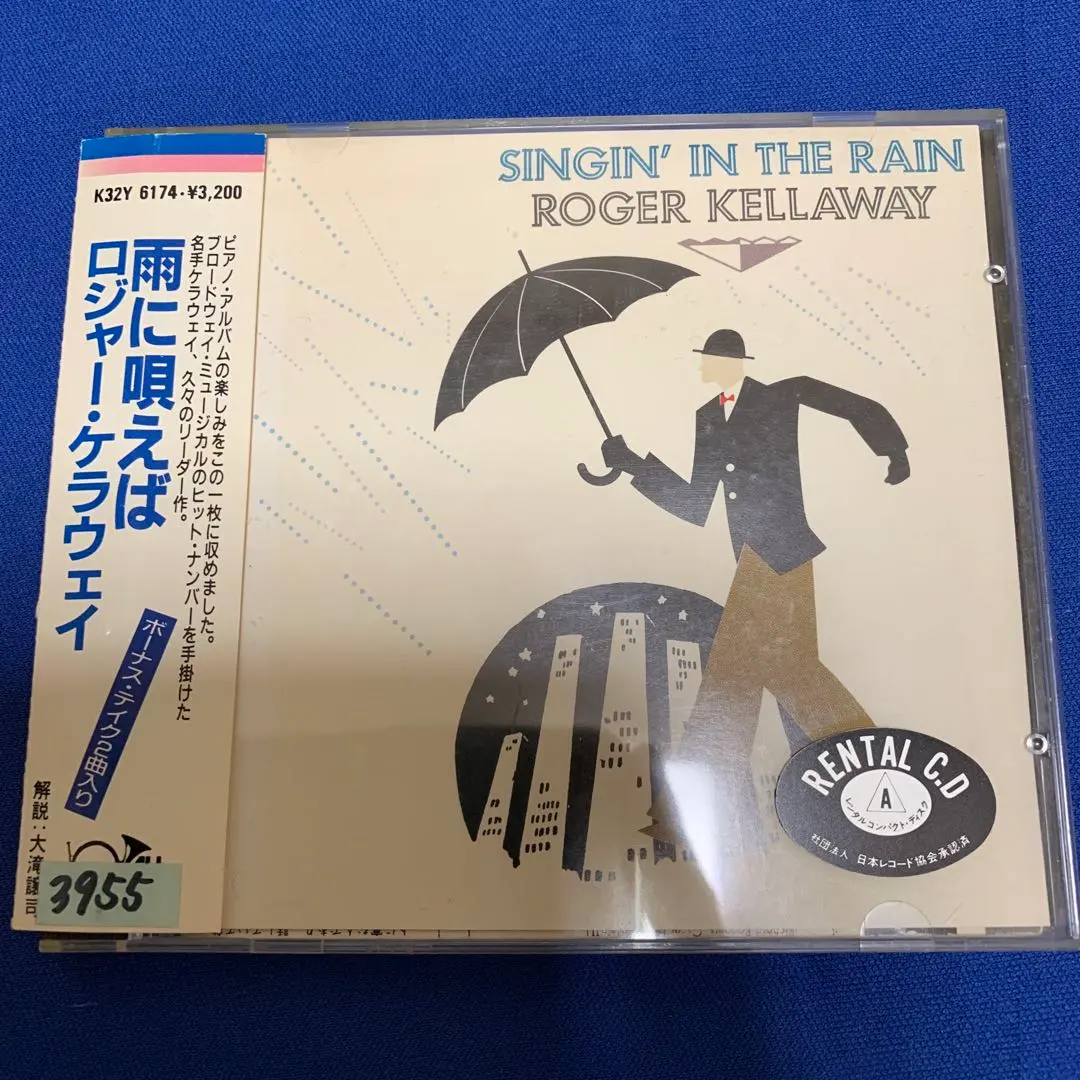 K32Y 6174・¥3,200
ピアノ・アルバムの楽しみをこの一枚に収めました。
ブロードウェイ・ミュージカルのヒット・ナンバーを手掛けた
名手ケラウェイ、久々のリーダー作。
雨に唄えば
ロジャー・ケラウェイ
ボーナス・テイク2曲入り
解説:大滝譲司
3955
SINGIN' IN THE RAIN
ROGER KELLAWAY
RENTAL C.D
A
レンタルコンパクト・ディスク
社団法人 日本レコード協会承認済